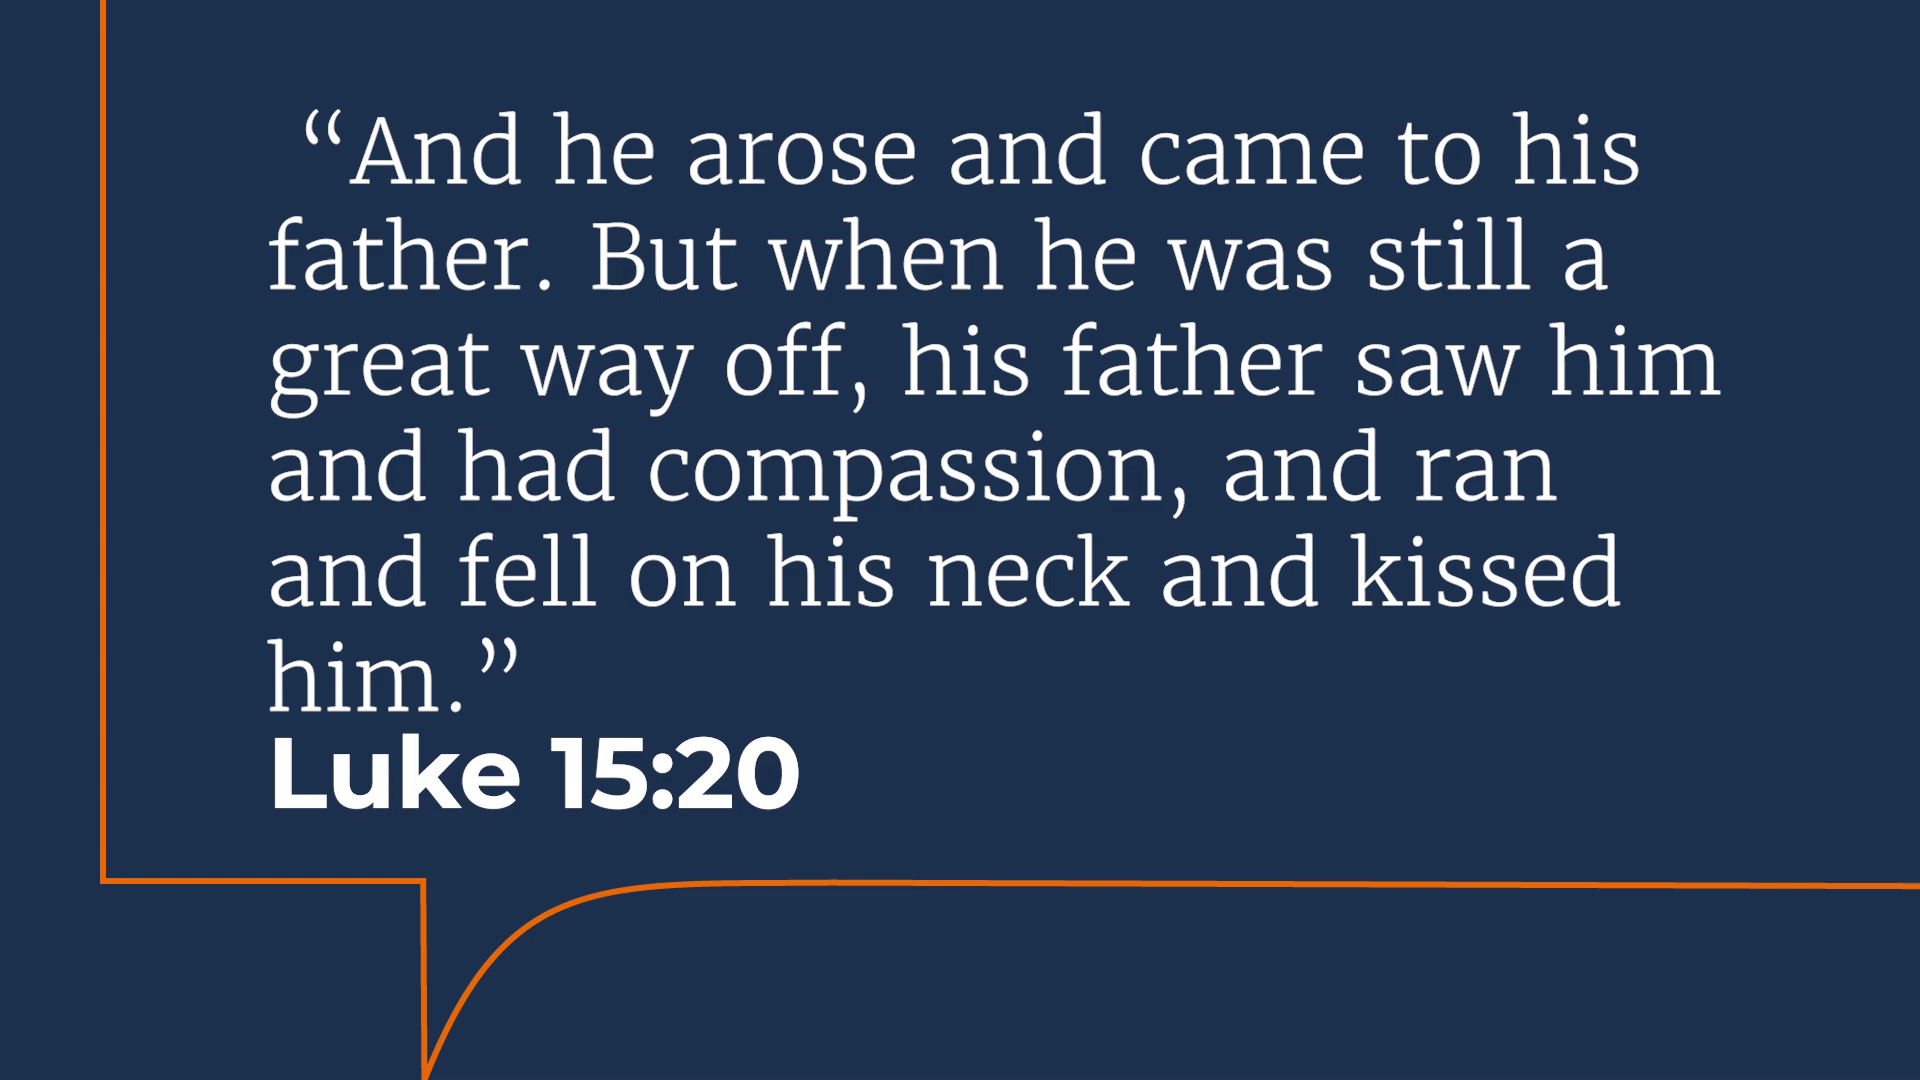 “And he arose and came to his
father. But when he was still a
great way off, his father saw him
and had compassion, and ran
and fell on his neck and kissed
him.”
Luke 15:20